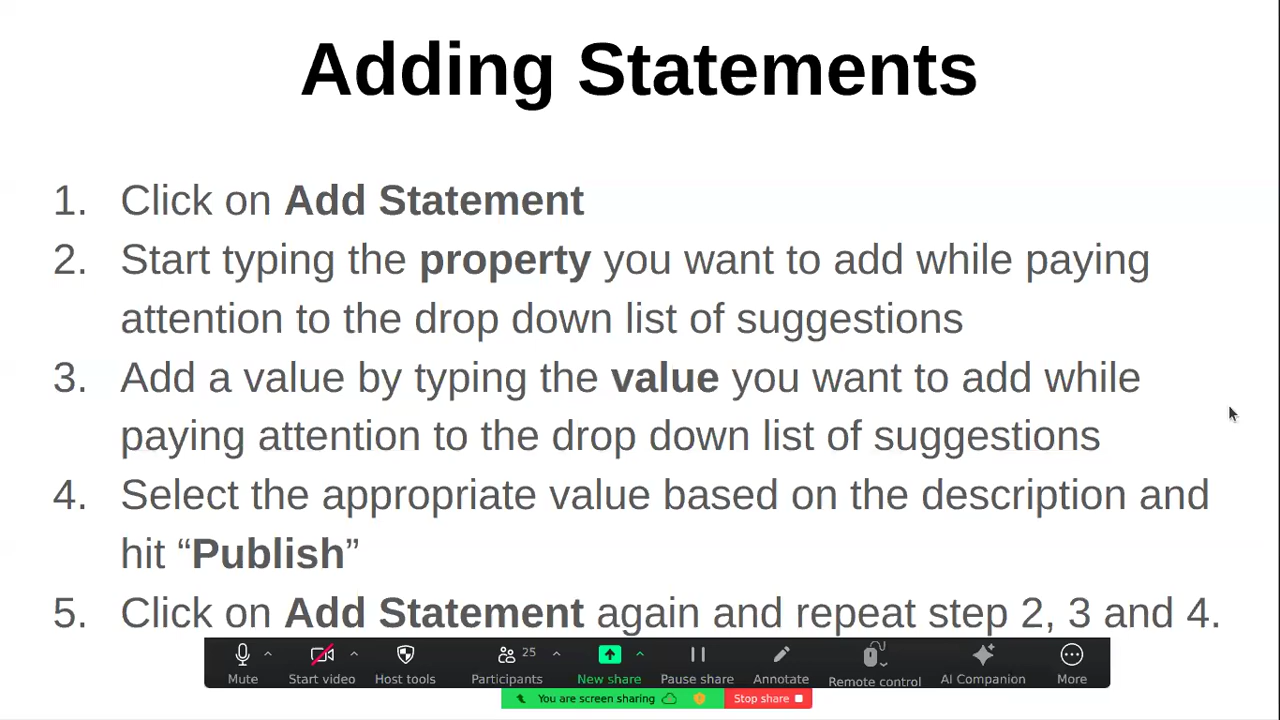 Adding Statements
1. Click on Add Statement
2. Start typing the property you want to add while paying
attention to the drop down list of suggestions
3. Add a value by typing the value you want to add while
paying attention to the drop down list of suggestions
4. Select the appropriate value based on the description and
hit “Publish”
5. Click on Add Statement again and repeat step 2, 3 and 4.
Mute Start video Host tools Participants 25 New share Pause share Annotate Remote control AI Companion More
You are screen sharing Stop share